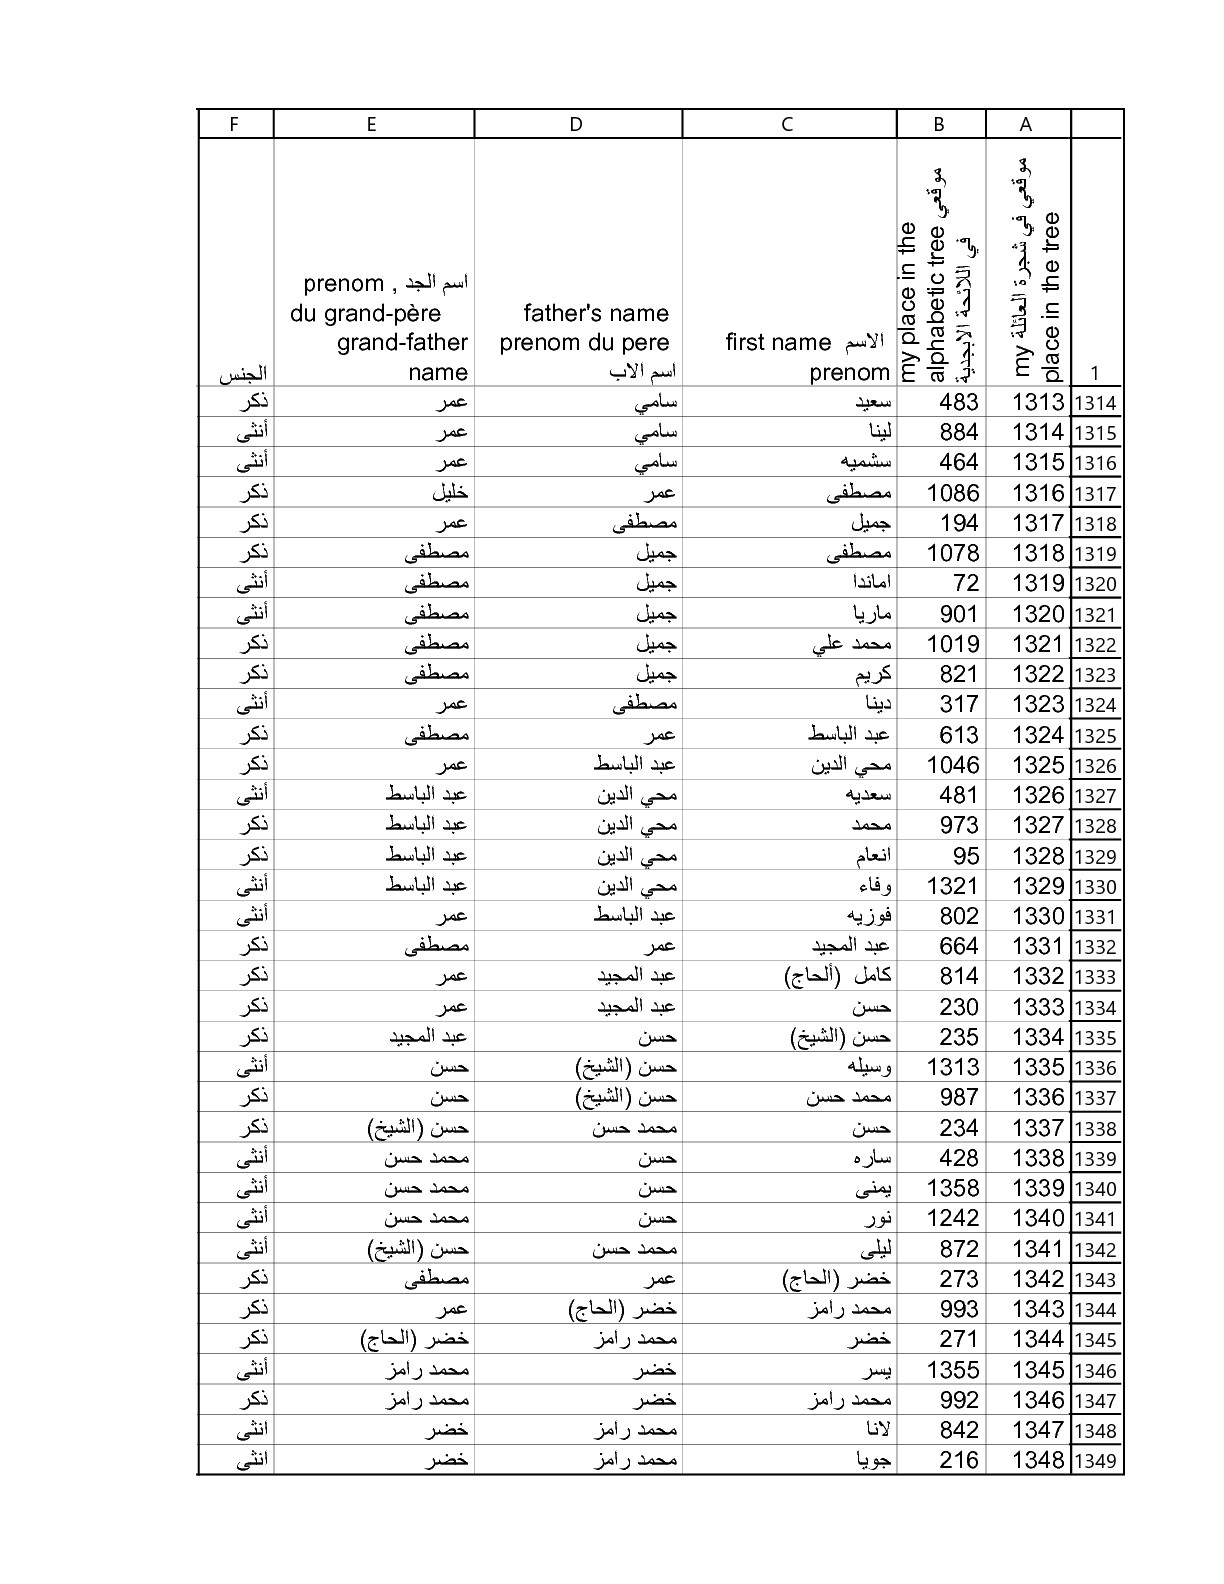 A B C D E F
1
موقعي في شجرة العائلة my
place in the tree
my place in the
alphabetic tree موقعي
في اللائحة الابجدية
first name الاسم
prenom
father's name
prenom du pere
اسم الاب
prenom , اسم الجد
du grand-père
grand-father
name
الجنس
1314 1313 483 سعيد سامي عمر ذكر
1315 1314 884 لينا سامي عمر أنثى
1316 1315 464 سشميه سامي عمر أنثى
1317 1316 1086 مصطفى عمر خليل ذكر
1318 1317 194 جميل مصطفى عمر ذكر
1319 1318 1078 مصطفى جميل مصطفى ذكر
1320 1319 72 اماندا جميل مصطفى أنثى
1321 1320 901 ماريا جميل مصطفى أنثى
1322 1321 1019 محمد علي جميل مصطفى ذكر
1323 1322 821 كريم جميل مصطفى ذكر
1324 1323 317 دينا مصطفى عمر أنثى
1325 1324 613 عبد الباسط عمر مصطفى ذكر
1326 1325 1046 محي الدين عبد الباسط عمر ذكر
1327 1326 481 سعديه محي الدين عبد الباسط أنثى
1328 1327 973 محمد محي الدين عبد الباسط ذكر
1329 1328 95 انعام محي الدين عبد الباسط ذكر
1330 1329 1321 وفاء محي الدين عبد الباسط أنثى
1331 1330 802 فوزيه عبد الباسط عمر أنثى
1332 1331 664 عبد المجيد عمر مصطفى ذكر
1333 1332 814 كامل (ألحاج) عبد المجيد عمر ذكر
1334 1333 230 حسن عبد المجيد عمر ذكر
1335 1334 235 حسن (الشيخ) حسن عبد المجيد ذكر
1336 1335 1313 وسيله حسن (الشيخ) حسن أنثى
1337 1336 987 محمد حسن حسن (الشيخ) حسن ذكر
1338 1337 234 حسن محمد حسن حسن (الشيخ) ذكر
1339 1338 428 ساره حسن محمد حسن أنثى
1340 1339 1358 يمنى حسن محمد حسن أنثى
1341 1340 1242 نور حسن محمد حسن أنثى
1342 1341 872 ليلى محمد حسن حسن (الشيخ) أنثى
1343 1342 273 خضر (الحاج) عمر مصطفى ذكر
1344 1343 993 محمد رامز خضر (الحاج) عمر ذكر
1345 1344 271 خضر محمد رامز خضر (الحاج) ذكر
1346 1345 1355 يسر خضر محمد رامز أنثى
1347 1346 992 محمد رامز خضر محمد رامز ذكر
1348 1347 842 لانا محمد رامز خضر انثى
1349 1348 216 جويا محمد رامز خضر انثى